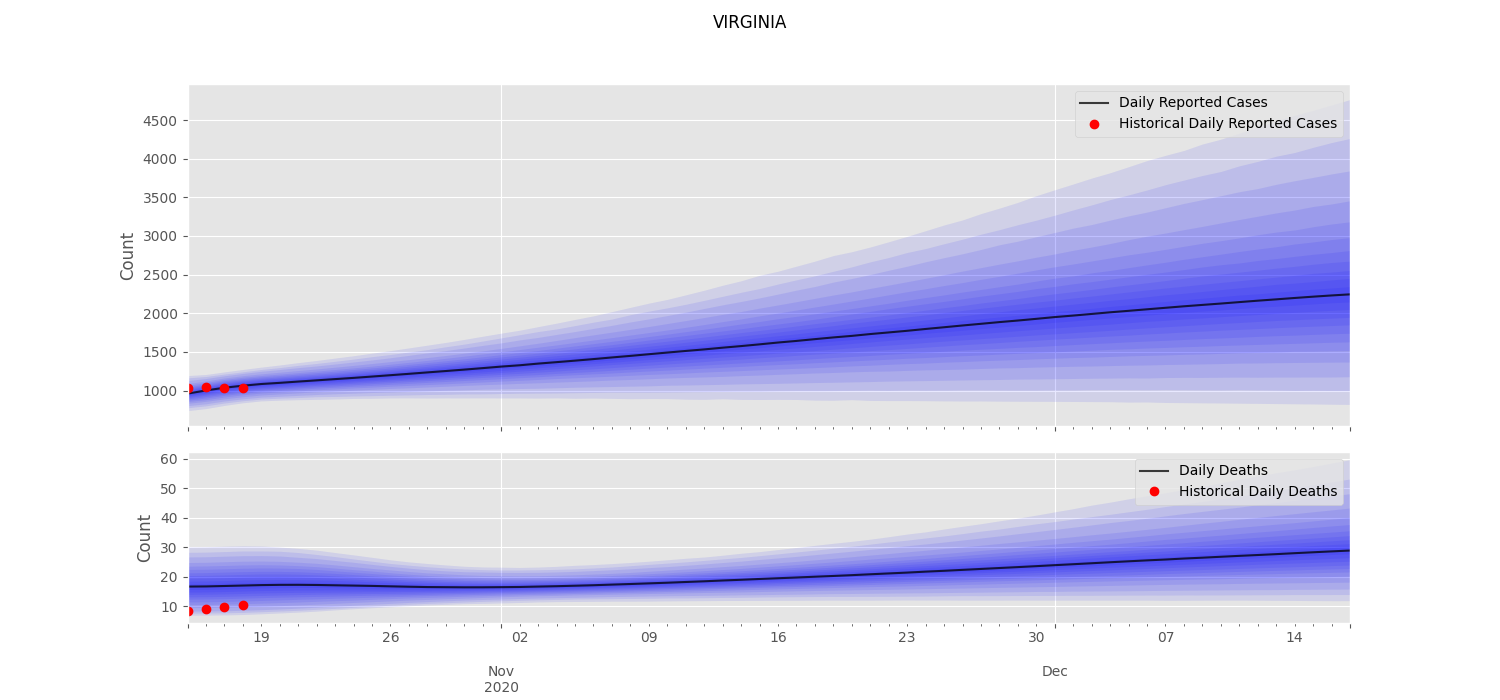 VIRGINIA
Daily Reported Cases
Historical Daily Reported Cases
4500
4000
3500
3000
2500
2000
1500
1000
Count
Daily Deaths
Historical Daily Deaths
60
50
40
30
20
10
Count
19 26 02 09 16 23 30 07 14
Nov Dec
2020